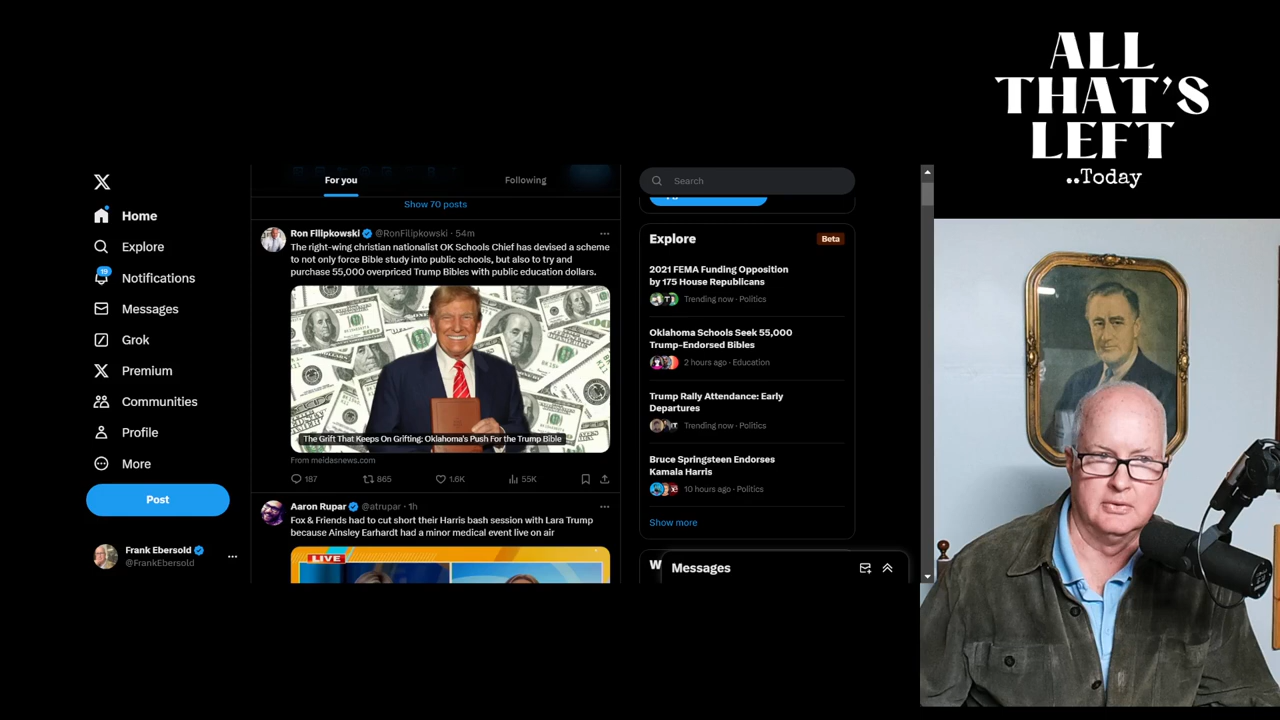 ALL
THAT'S
LEFT
..Today
For you
Following
Search
Show 70 posts
Home
Explore
19
Notifications
Messages
Grok
Premium
Communities
Profile
More
Post
Frank Ebersold
@FrankEbersold
Ron Filipkowski @RonFilipkowski · 54m
The right-wing christian nationalist OK Schools Chief has devised a scheme
to not only force Bible study into public schools, but also to try and
purchase 55,000 overpriced Trump Bibles with public education dollars.
The Grift That Keeps On Grifting: Oklahoma's Push For the Trump Bible
From meidasnews.com
187
865
1.6K
55K
Aaron Rupar @atrupar · 1h
Fox & Friends had to cut short their Harris bash session with Lara Trump
because Ainsley Earhardt had a minor medical event live on air
LIVE
Explore
Beta
2021 FEMA Funding Opposition
by 175 House Republicans
Trending now · Politics
Oklahoma Schools Seek 55,000
Trump-Endorsed Bibles
2 hours ago · Education
Trump Rally Attendance: Early
Departures
Trending now · Politics
Bruce Springsteen Endorses
Kamala Harris
10 hours ago · Politics
Show more
Messages